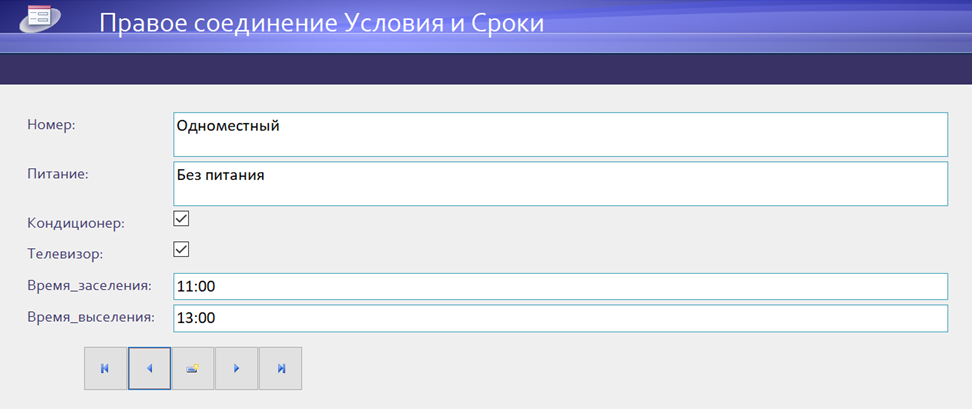 Правое соединение Условия и Сроки
Номер: Одноместный
Питание: Без питания
Кондиционер:
Телевизор:
Время_заселения: 11:00
Время_выселения: 13:00